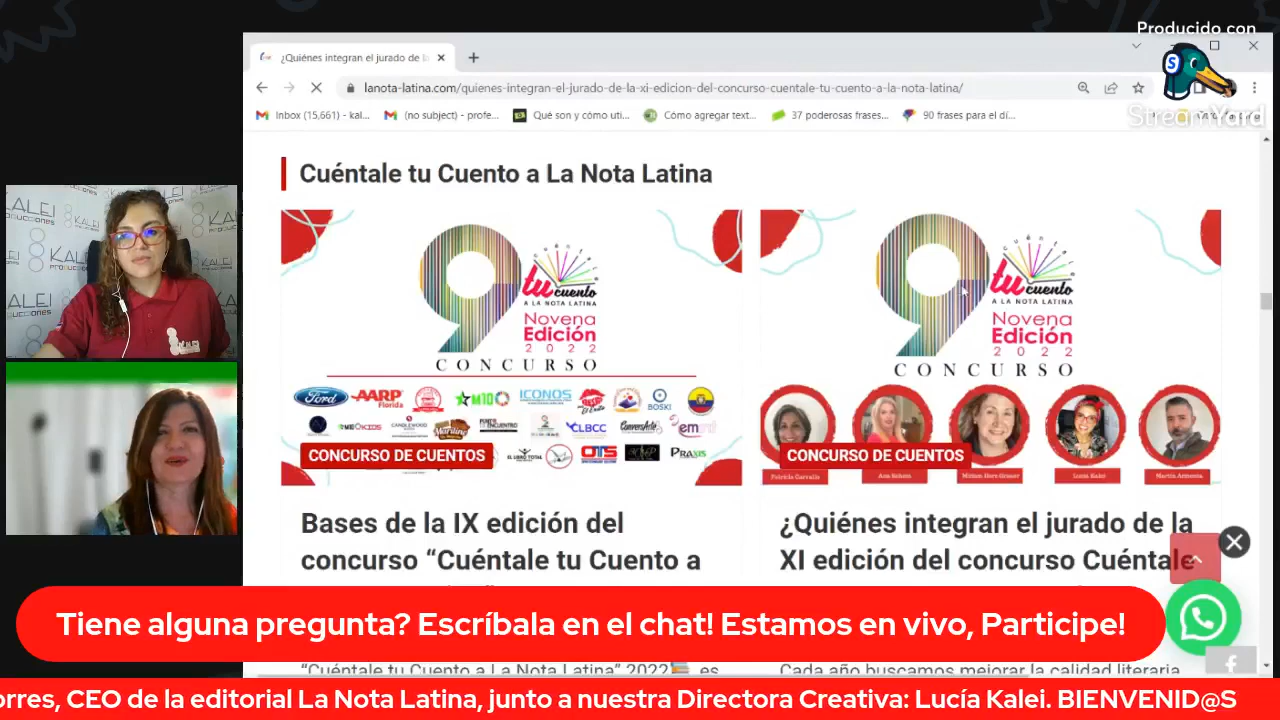 Producido con
StreamYard
¿Quiénes integran el jurado de la
lanota-latina.com/quienes-integran-el-jurado-de-la-xi-edicion-del-concurso-cuentale-tu-cuento-a-la-nota-latina/
Inbox (15,661) - kal...
(no subject) - profe...
Qué son y cómo uti...
Cómo agregar text...
37 poderosas frases...
90 frases para el dí...
Cuéntale tu Cuento a La Nota Latina
KALEI
PRODUCCIONES
9
tu
cuento
A LA NOTA LATINA
Novena
Edición
2022
CONCURSO
Ford
AARP
Florida
M10
ICONOS
BOSKI
CLBCC
PRAXIS
OTS
EL LIBRO TOTAL
CONCURSO DE CUENTOS
9
tu
cuento
A LA NOTA LATINA
Novena
Edición
2022
CONCURSO
CONCURSO DE CUENTOS
Bases de la IX edición del
concurso “Cuéntale tu Cuento a
¿Quiénes integran el jurado de la
XI edición del concurso Cuéntale
Tiene alguna pregunta? Escríbala en el chat! Estamos en vivo, Participe!
“Cuéntale tu Cuento a La Nota Latina” 2022 es
Cada año buscamos mejorar la calidad literaria
orres, CEO de la editorial La Nota Latina, junto a nuestra Directora Creativa: Lucía Kalei. BIENVENID@S